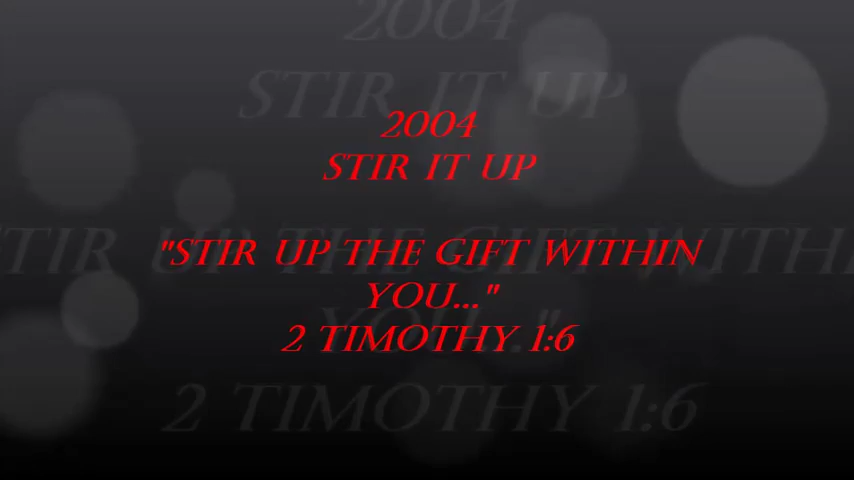 2004
STIR IT UP
"STIR UP THE GIFT WITHIN
YOU..."
2 TIMOTHY 1:6